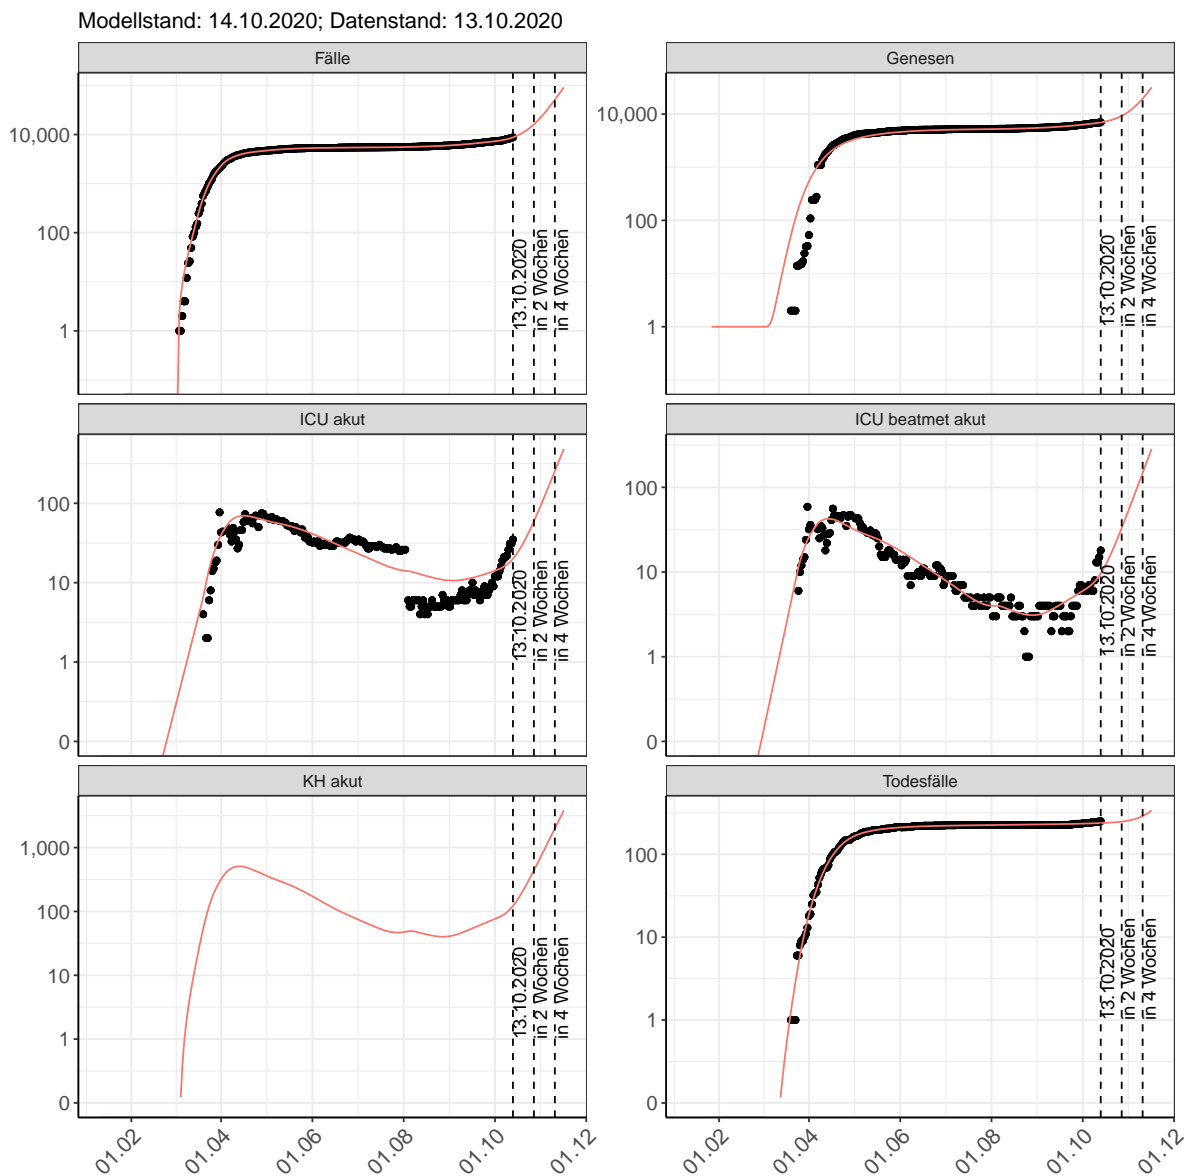 Modellstand: 14.10.2020; Datenstand: 13.10.2020
Fälle
10,000
100
1
13.10.2020
in 2 Wochen
in 4 Wochen
Genesen
10,000
100
1
13.10.2020
in 2 Wochen
in 4 Wochen
ICU akut
100
10
1
0
13.10.2020
in 2 Wochen
in 4 Wochen
ICU beatmet akut
100
10
1
0
13.10.2020
in 2 Wochen
in 4 Wochen
KH akut
1,000
100
10
1
0
13.10.2020
in 2 Wochen
in 4 Wochen
01.02
01.04
01.06
01.08
01.10
01.12
Todesfälle
100
10
1
0
13.10.2020
in 2 Wochen
in 4 Wochen
01.02
01.04
01.06
01.08
01.10
01.12